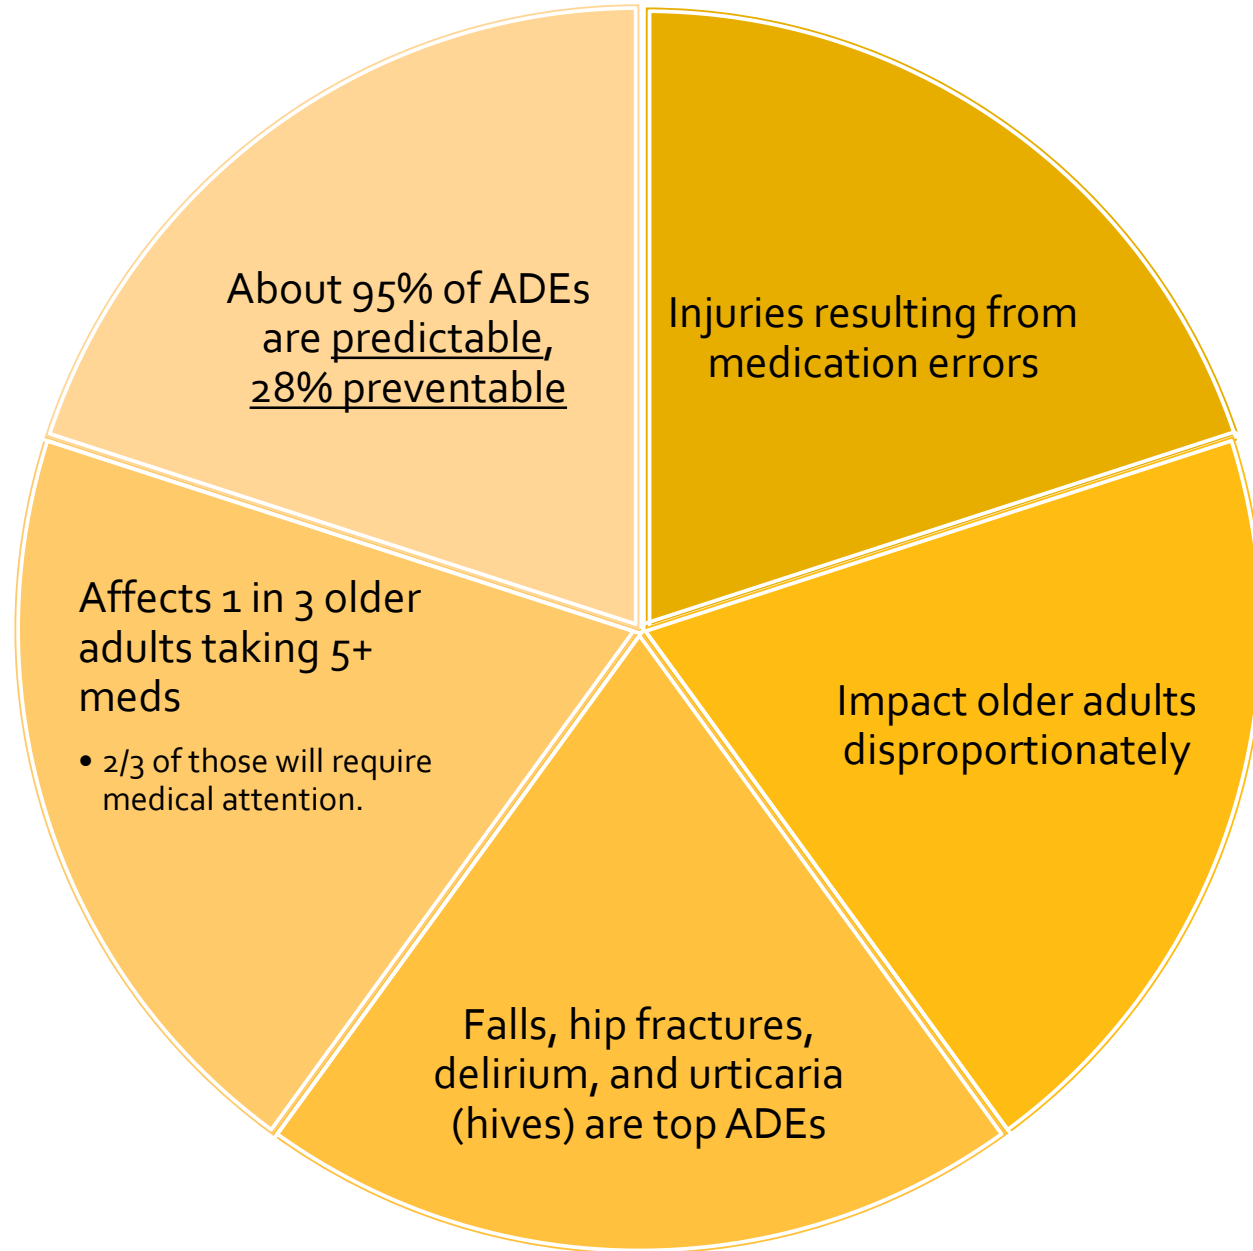 About 95% of ADEs
are predictable,
28% preventable
Injuries resulting from
medication errors
Affects 1 in 3 older
adults taking 5+
meds
• 2/3 of those will require
medical attention.
Impact older adults
disproportionately
Falls, hip fractures,
delirium, and urticaria
(hives) are top ADEs